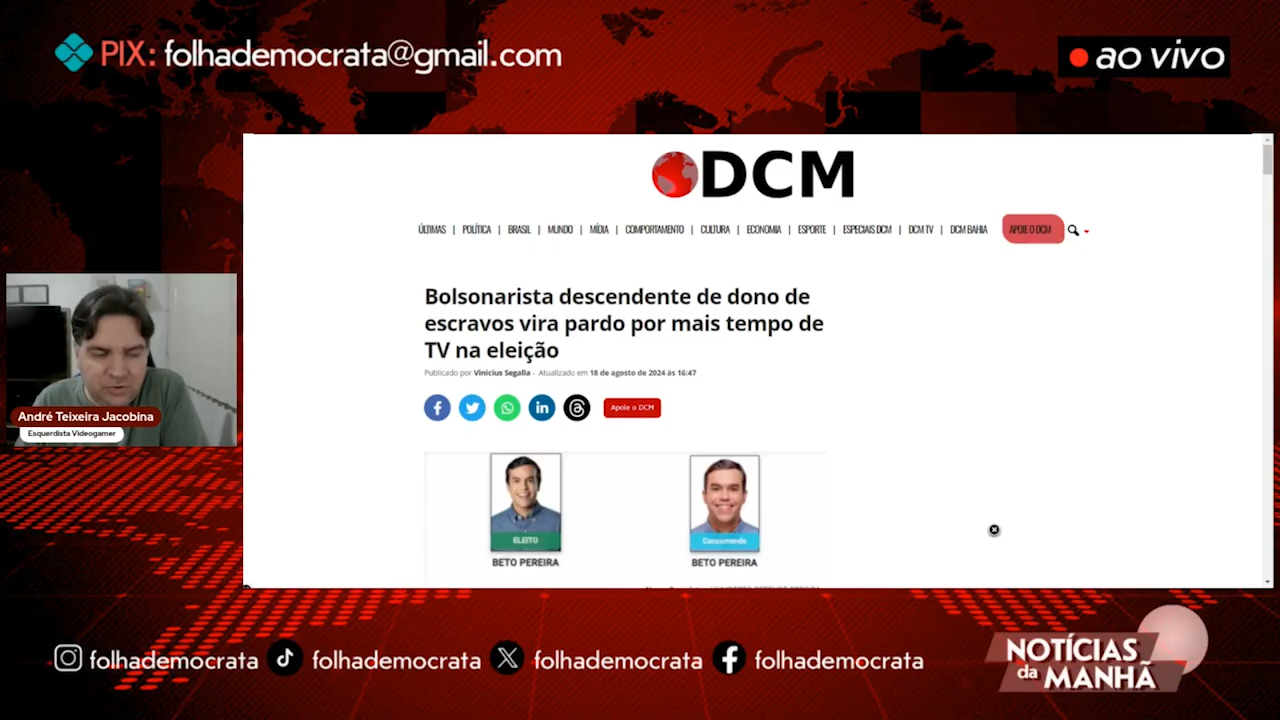 PIX: folhademocrata@gmail.com
ao vivo
DCM
ÚLTIMAS | POLÍTICA | BRASIL | MUNDO | MÍDIA | COMPORTAMENTO | CULTURA | ECONOMIA | ESPORTE | ESPECIAIS DCM | DCM TV | DCM BAHIA
APOIE O DCM
Bolsonarista descendente de dono de
escravos vira pardo por mais tempo de
TV na eleição
Publicado por Vinicius Segalla - Atualizado em 18 de agosto de 2024 às 16:47
Apoie o DCM
ELEITO
Concorrendo
BETO PEREIRA
BETO PEREIRA
André Teixeira Jacobina
Esquerdista Videogamer
folhademocrata
folhademocrata
folhademocrata
folhademocrata
NOTÍCIAS
da MANHÃ